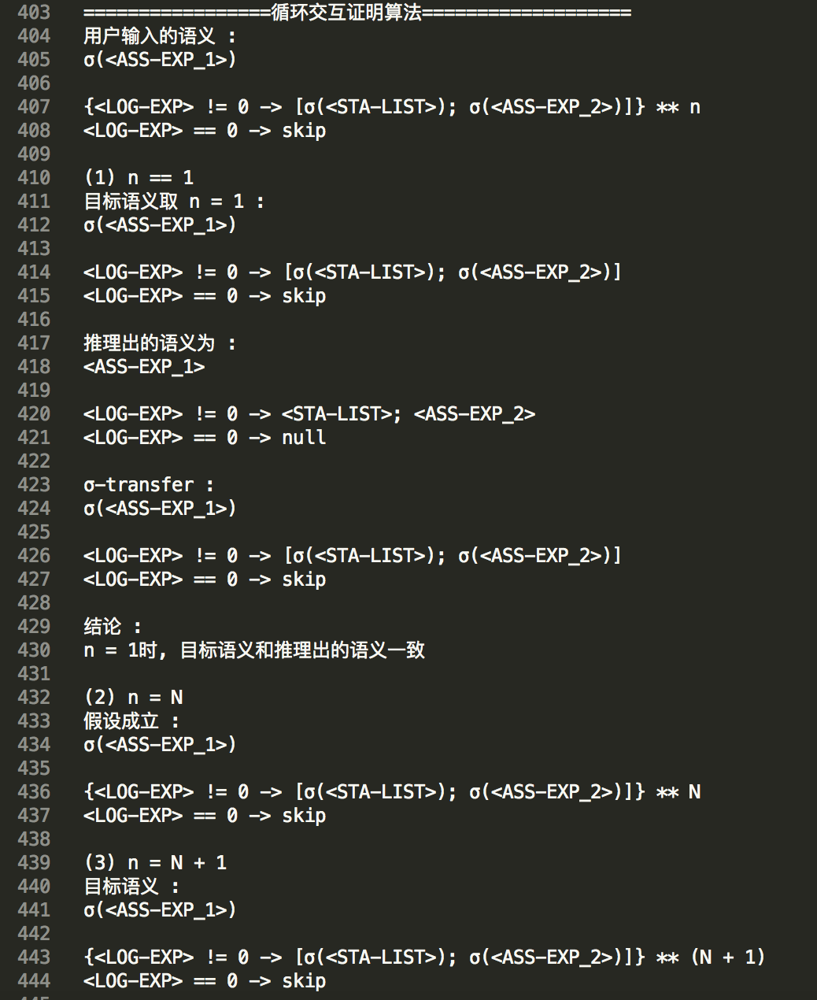 403 =================循环交互证明算法===================
404 用户输入的语义 :
405 σ(<ASS-EXP_1>)
406
407 {<LOG-EXP> != 0 -> [σ(<STA-LIST>); σ(<ASS-EXP_2>)]} ** n
408 <LOG-EXP> == 0 -> skip
409
410 (1) n == 1
411 目标语义取 n = 1 :
412 σ(<ASS-EXP_1>)
413
414 <LOG-EXP> != 0 -> [σ(<STA-LIST>); σ(<ASS-EXP_2>)]
415 <LOG-EXP> == 0 -> skip
416
417 推理出的语义为 :
418 <ASS-EXP_1>
419
420 <LOG-EXP> != 0 -> <STA-LIST>; <ASS-EXP_2>
421 <LOG-EXP> == 0 -> null
422
423 σ-transfer :
424 σ(<ASS-EXP_1>)
425
426 <LOG-EXP> != 0 -> [σ(<STA-LIST>); σ(<ASS-EXP_2>)]
427 <LOG-EXP> == 0 -> skip
428
429 结论 :
430 n = 1时, 目标语义和推理出的语义一致
431
432 (2) n = N
433 假设成立 :
434 σ(<ASS-EXP_1>)
435
436 {<LOG-EXP> != 0 -> [σ(<STA-LIST>); σ(<ASS-EXP_2>)]} ** N
437 <LOG-EXP> == 0 -> skip
438
439 (3) n = N + 1
440 目标语义 :
441 σ(<ASS-EXP_1>)
442
443 {<LOG-EXP> != 0 -> [σ(<STA-LIST>); σ(<ASS-EXP_2>)]} ** (N + 1)
444 <LOG-EXP> == 0 -> skip